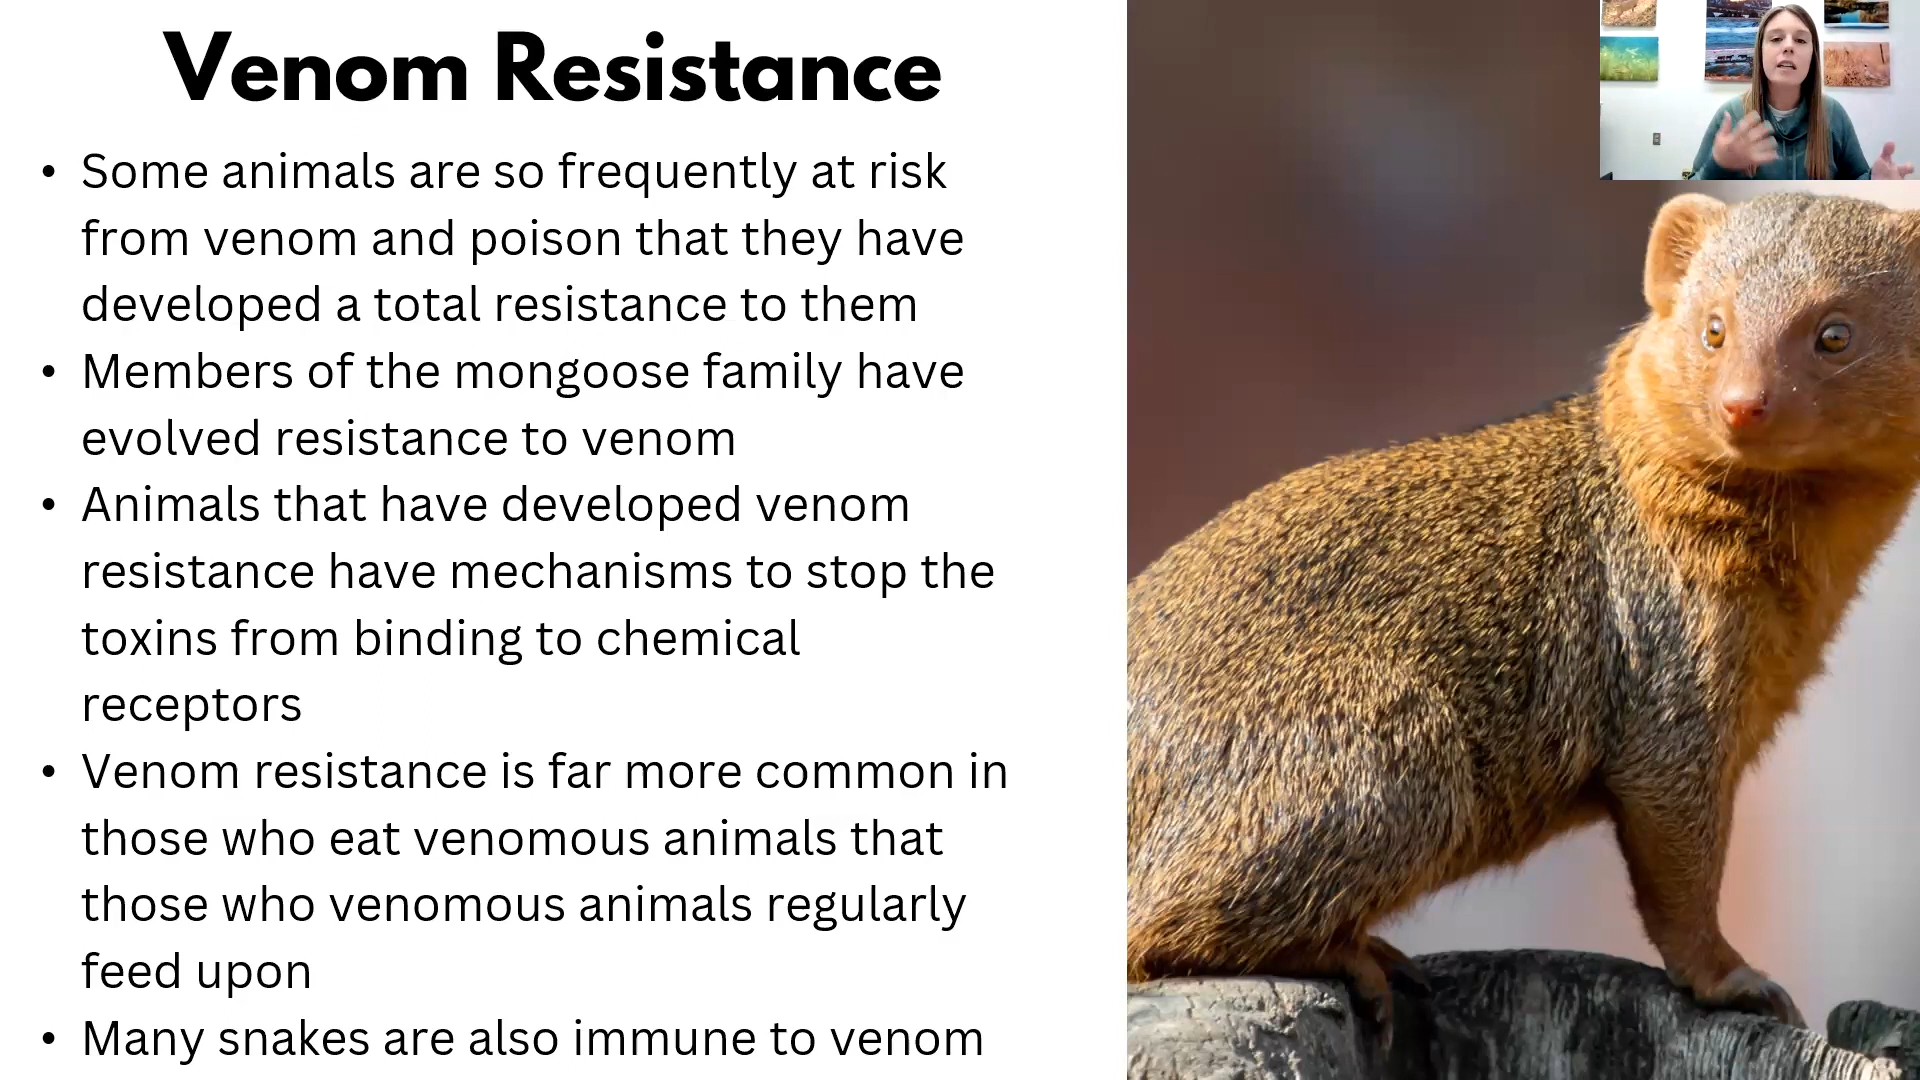 Venom Resistance
• Some animals are so frequently at risk
from venom and poison that they have
developed a total resistance to them
• Members of the mongoose family have
evolved resistance to venom
• Animals that have developed venom
resistance have mechanisms to stop the
toxins from binding to chemical
receptors
• Venom resistance is far more common in
those who eat venomous animals that
those who venomous animals regularly
feed upon
• Many snakes are also immune to venom